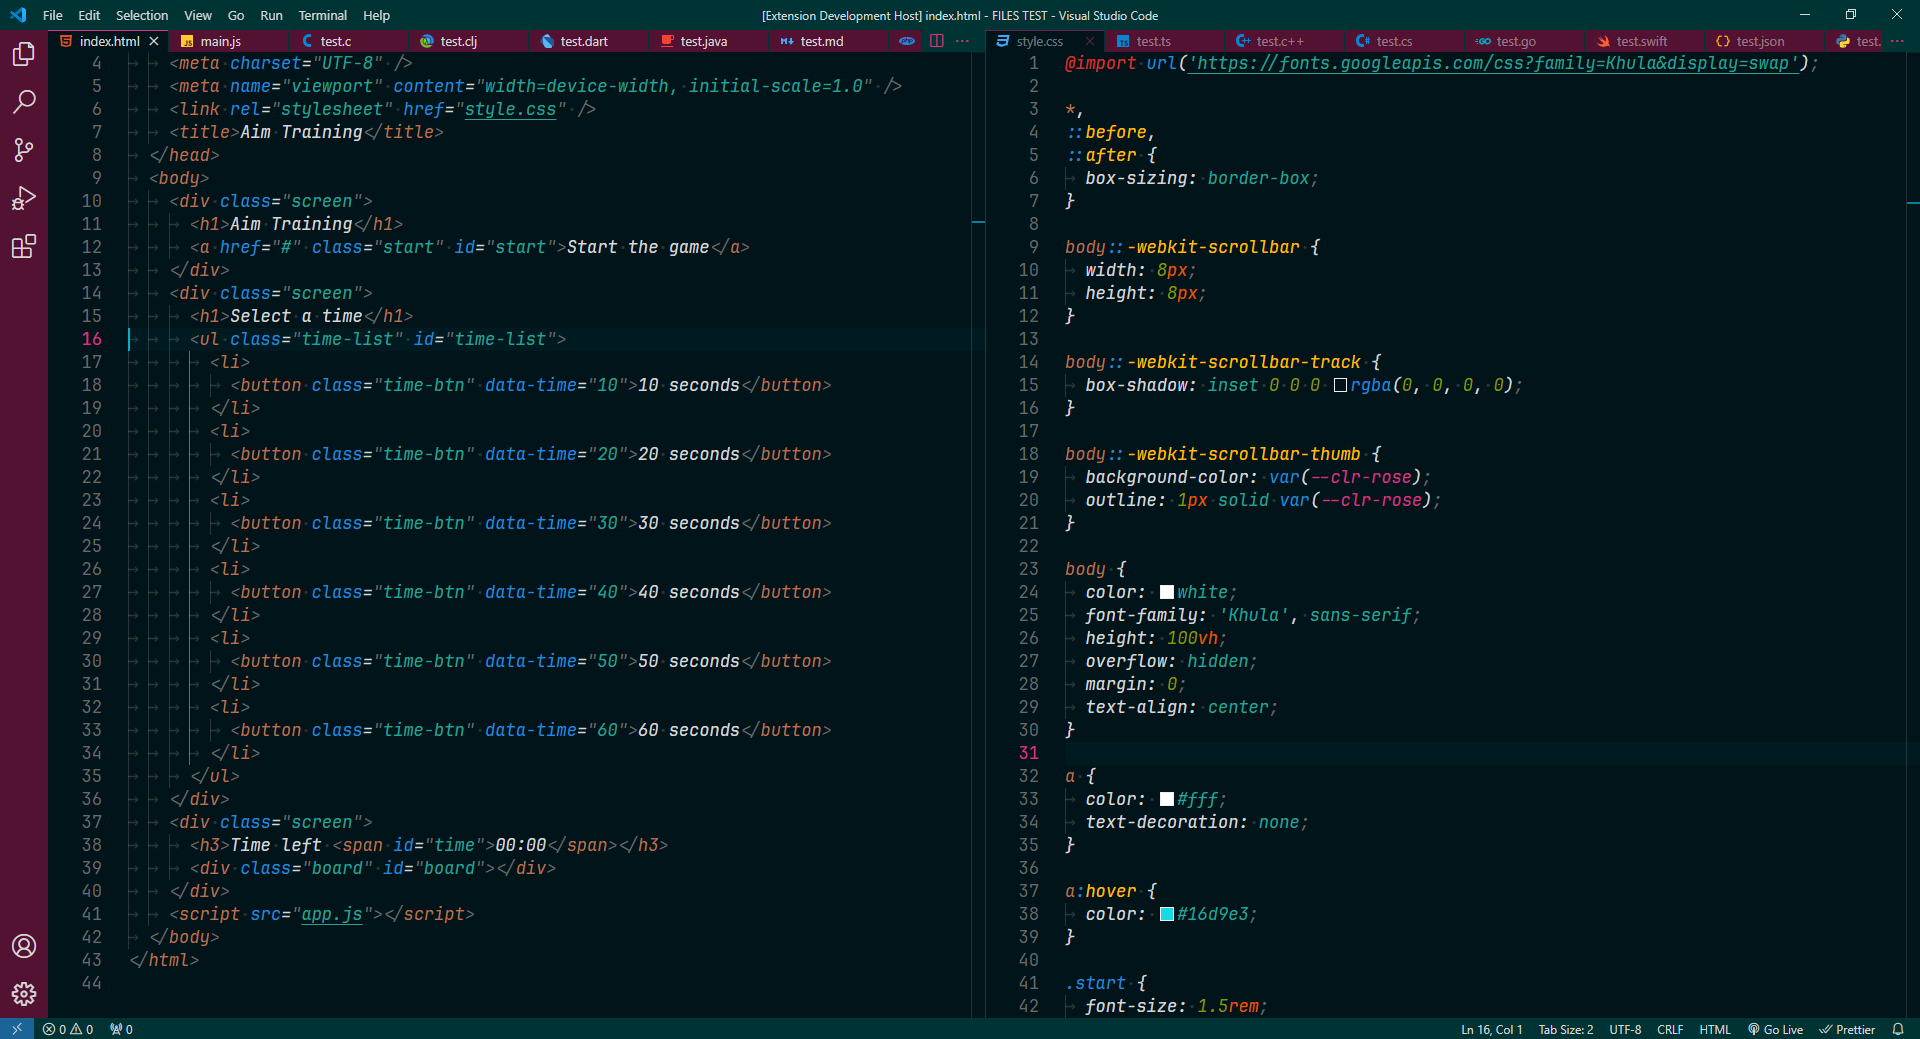 File Edit Selection View Go Run Terminal Help
[Extension Development Host] index.html - FILES TEST - Visual Studio Code
index.html main.js test.c test.clj test.dart test.java test.md
4 <meta charset="UTF-8" />
5 <meta name="viewport" content="width=device-width, initial-scale=1.0" />
6 <link rel="stylesheet" href="style.css" />
7 <title>Aim Training</title>
8 </head>
9 <body>
10 <div class="screen">
11 <h1>Aim Training</h1>
12 <a href="#" class="start" id="start">Start the game</a>
13 </div>
14 <div class="screen">
15 <h1>Select a time</h1>
16 <ul class="time-list" id="time-list">
17 <li>
18 <button class="time-btn" data-time="10">10 seconds</button>
19 </li>
20 <li>
21 <button class="time-btn" data-time="20">20 seconds</button>
22 </li>
23 <li>
24 <button class="time-btn" data-time="30">30 seconds</button>
25 </li>
26 <li>
27 <button class="time-btn" data-time="40">40 seconds</button>
28 </li>
29 <li>
30 <button class="time-btn" data-time="50">50 seconds</button>
31 </li>
32 <li>
33 <button class="time-btn" data-time="60">60 seconds</button>
34 </li>
35 </ul>
36 </div>
37 <div class="screen">
38 <h3>Time left <span id="time">00:00</span></h3>
39 <div class="board" id="board"></div>
40 </div>
41 <script src="app.js"></script>
42 </body>
43 </html>
44
style.css test.ts test.c++ test.cs test.go test.swift test.json test.
1 @import url('https://fonts.googleapis.com/css?family=Khula&display=swap');
2
3 *,
4 ::before,
5 ::after {
6 box-sizing: border-box;
7 }
8
9 body::-webkit-scrollbar {
10 width: 8px;
11 height: 8px;
12 }
13
14 body::-webkit-scrollbar-track {
15 box-shadow: inset 0 0 0 rgba(0, 0, 0, 0);
16 }
17
18 body::-webkit-scrollbar-thumb {
19 background-color: var(--clr-rose);
20 outline: 1px solid var(--clr-rose);
21 }
22
23 body {
24 color: white;
25 font-family: 'Khula', sans-serif;
26 height: 100vh;
27 overflow: hidden;
28 margin: 0;
29 text-align: center;
30 }
31
32 a {
33 color: #fff;
34 text-decoration: none;
35 }
36
37 a:hover {
38 color: #16d9e3;
39 }
40
41 .start {
42 font-size: 1.5rem;
0 0 0
Ln 16, Col 1 Tab Size: 2 UTF-8 CRLF HTML Go Live Prettier